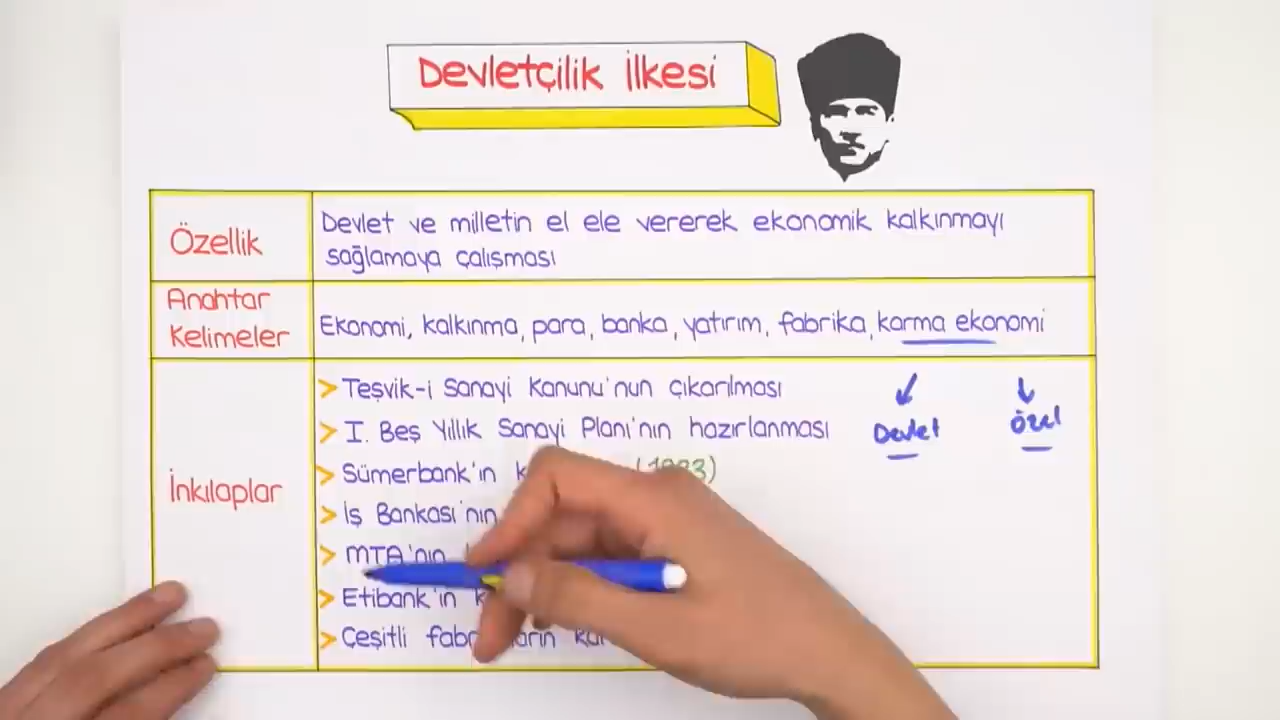 Devletçilik İlkesi
Özellik
Devlet ve milletin el ele vererek ekonomik kalkınmayı
sağlamaya çalışması
Anahtar
Kelimeler
Ekonomi, kalkınma, para, banka, yatırım, fabrika, karma ekonomi
İnkılaplar
> Teşvik-i Sanayi Kanunu'nun çıkarılması
> I. Beş Yıllık Sanayi Planı'nın hazırlanması
> Sümerbank'ın (1933)
> İş Bankası'nın
> MTA'nın
> Etibank'ın
> Çeşitli
Devlet
Özel